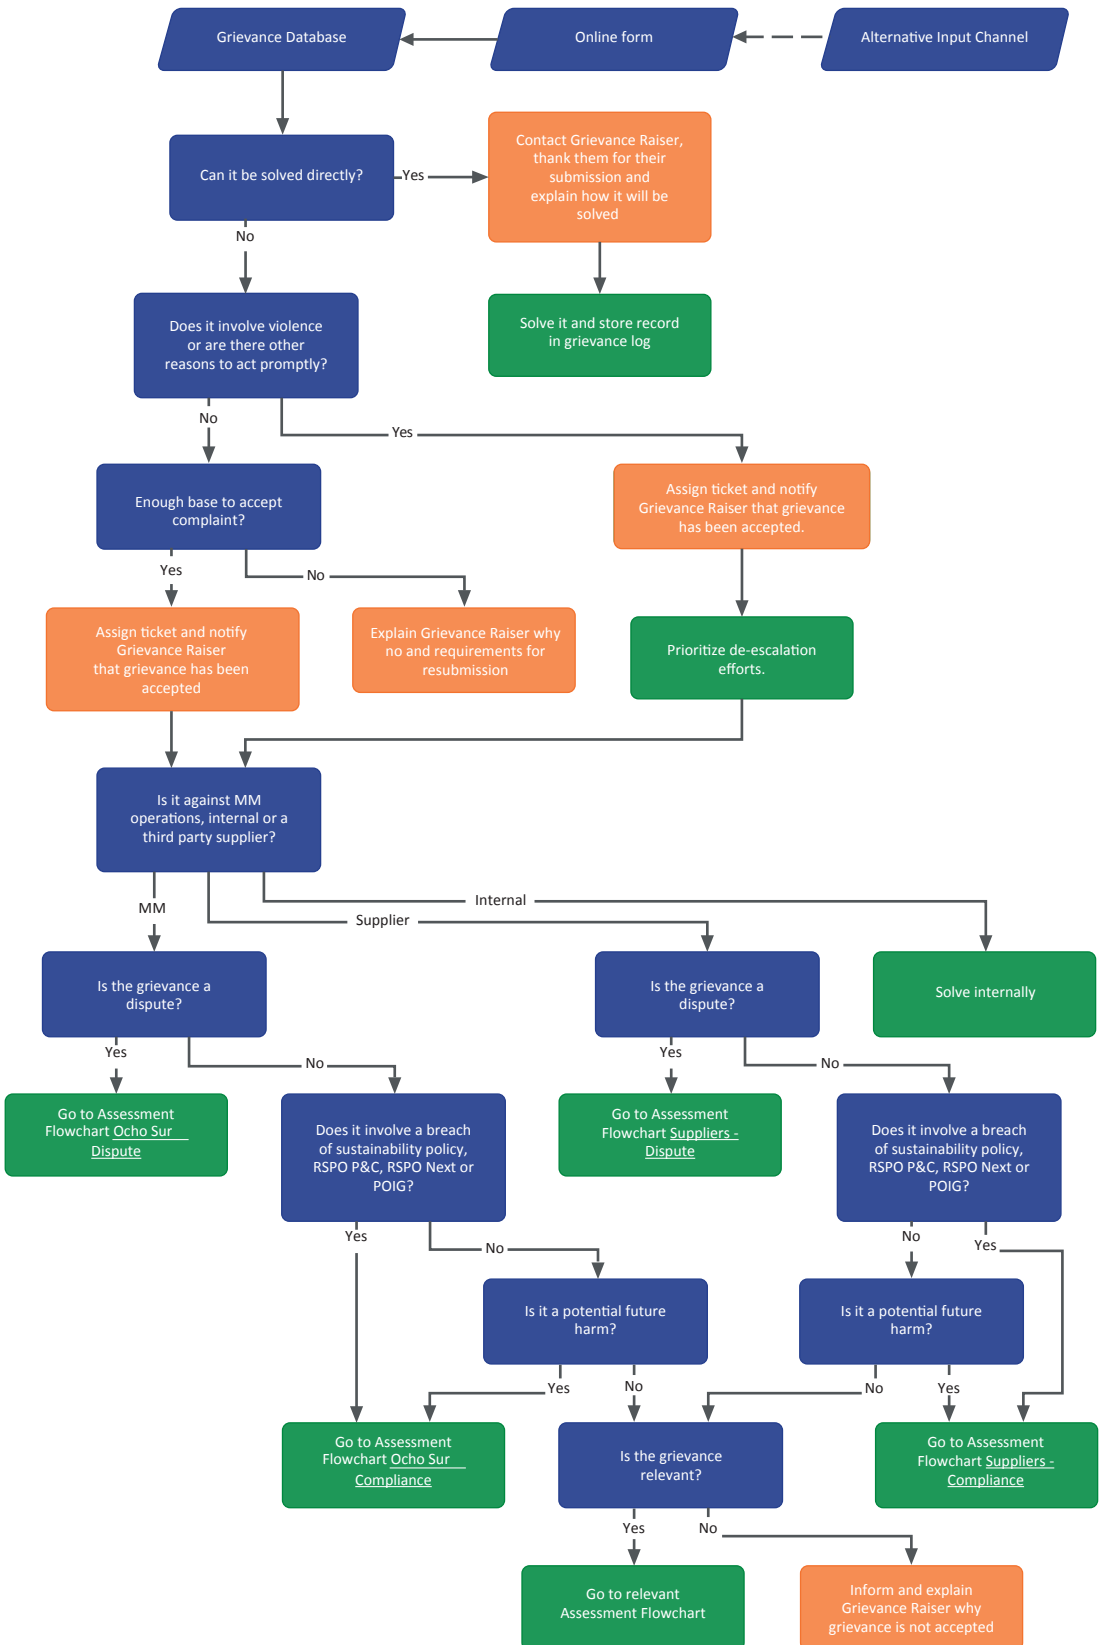 Grievance Database
Online form
Alternative Input Channel
Can it be solved directly?
Yes
Contact Grievance Raiser,
thank them for their
submission and
explain how it will be
solved
No
Does it involve violence
or are there other
reasons to act promptly?
Solve it and store record
in grievance log
No
Yes
Enough base to accept
complaint?
Assign ticket and notify
Grievance Raiser that grievance
has been accepted.
Yes
No
Assign ticket and notify
Grievance Raiser
that grievance has been
accepted
Explain Grievance Raiser why
no and requirements for
resubmission
Prioritize de-escalation
efforts.
Is it against MM
operations, internal or a
third party supplier?
MM
Supplier
Internal
Is the grievance a
dispute?
Is the grievance a
dispute?
Solve internally
Yes
No
Yes
No
Go to Assessment
Flowchart Ocho Sur
Dispute
Does it involve a breach
of sustainability policy,
RSPO P&C, RSPO Next or
POIG?
Go to Assessment
Flowchart Suppliers -
Dispute
Does it involve a breach
of sustainability policy,
RSPO P&C, RSPO Next or
POIG?
Yes
No
No
Yes
Is it a potential future
harm?
Is it a potential future
harm?
Yes
No
No
Yes
Go to Assessment
Flowchart Ocho Sur
Compliance
Is the grievance
relevant?
Go to Assessment
Flowchart Suppliers -
Compliance
Yes
No
Go to relevant
Assessment Flowchart
Inform and explain
Grievance Raiser why
grievance is not accepted